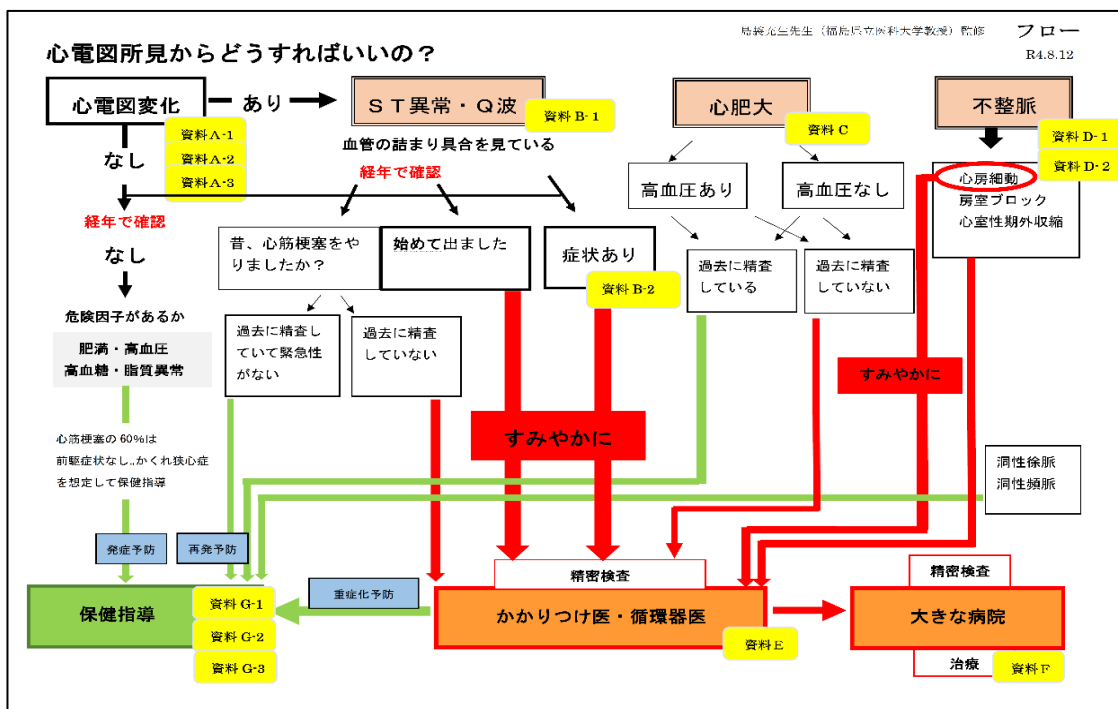 島袋充生先生（福島県立医科大学教授）監修
フロー
R4.8.12
心電図所見からどうすればいいの？
心電図変化
あり
ＳＴ異常・Ｑ波
心肥大
不整脈
資料 A-1
資料 A-2
資料 A-3
資料 B-1
資料 C
資料 D-1
資料 D-2
なし
血管の詰まり具合を見ている
経年で確認
経年で確認
なし
高血圧あり
高血圧なし
心房細動
房室ブロック
心室性期外収縮
昔、心筋梗塞をや
りましたか？
始めて出ました
症状あり
資料 B-2
過去に精査
している
過去に精査
していない
危険因子があるか
肥満・高血圧
高血糖・脂質異常
過去に精査し
ていて緊急性
がない
過去に精査
していない
すみやかに
すみやかに
心筋梗塞の 60%は
前駆症状なし..かくれ狭心症
を想定して保健指導
洞性徐脈
洞性頻脈
発症予防
再発予防
重症化予防
精密検査
精密検査
保健指導
資料 G-1
資料 G-2
資料 G-3
かかりつけ医・循環器医
資料 E
大きな病院
治療
資料 F